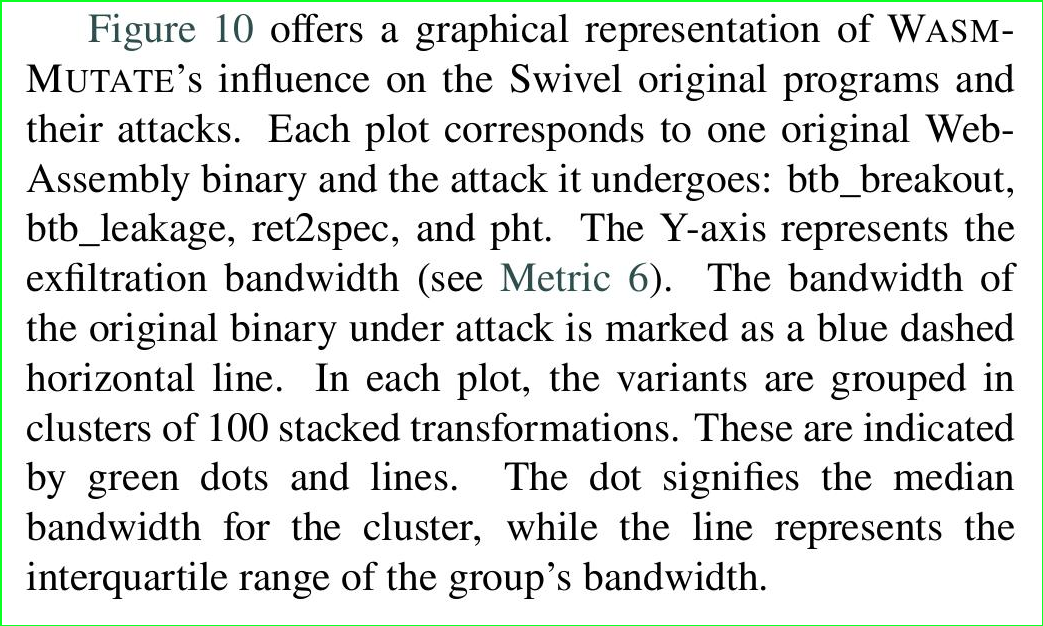 Figure 10 offers a graphical representation of WASM-
MUTATE’s influence on the Swivel original programs and
their attacks. Each plot corresponds to one original Web-
Assembly binary and the attack it undergoes: btb_breakout,
btb_leakage, ret2spec, and pht. The Y-axis represents the
exfiltration bandwidth (see Metric 6). The bandwidth of
the original binary under attack is marked as a blue dashed
horizontal line. In each plot, the variants are grouped in
clusters of 100 stacked transformations. These are indicated
by green dots and lines. The dot signifies the median
bandwidth for the cluster, while the line represents the
interquartile range of the group’s bandwidth.